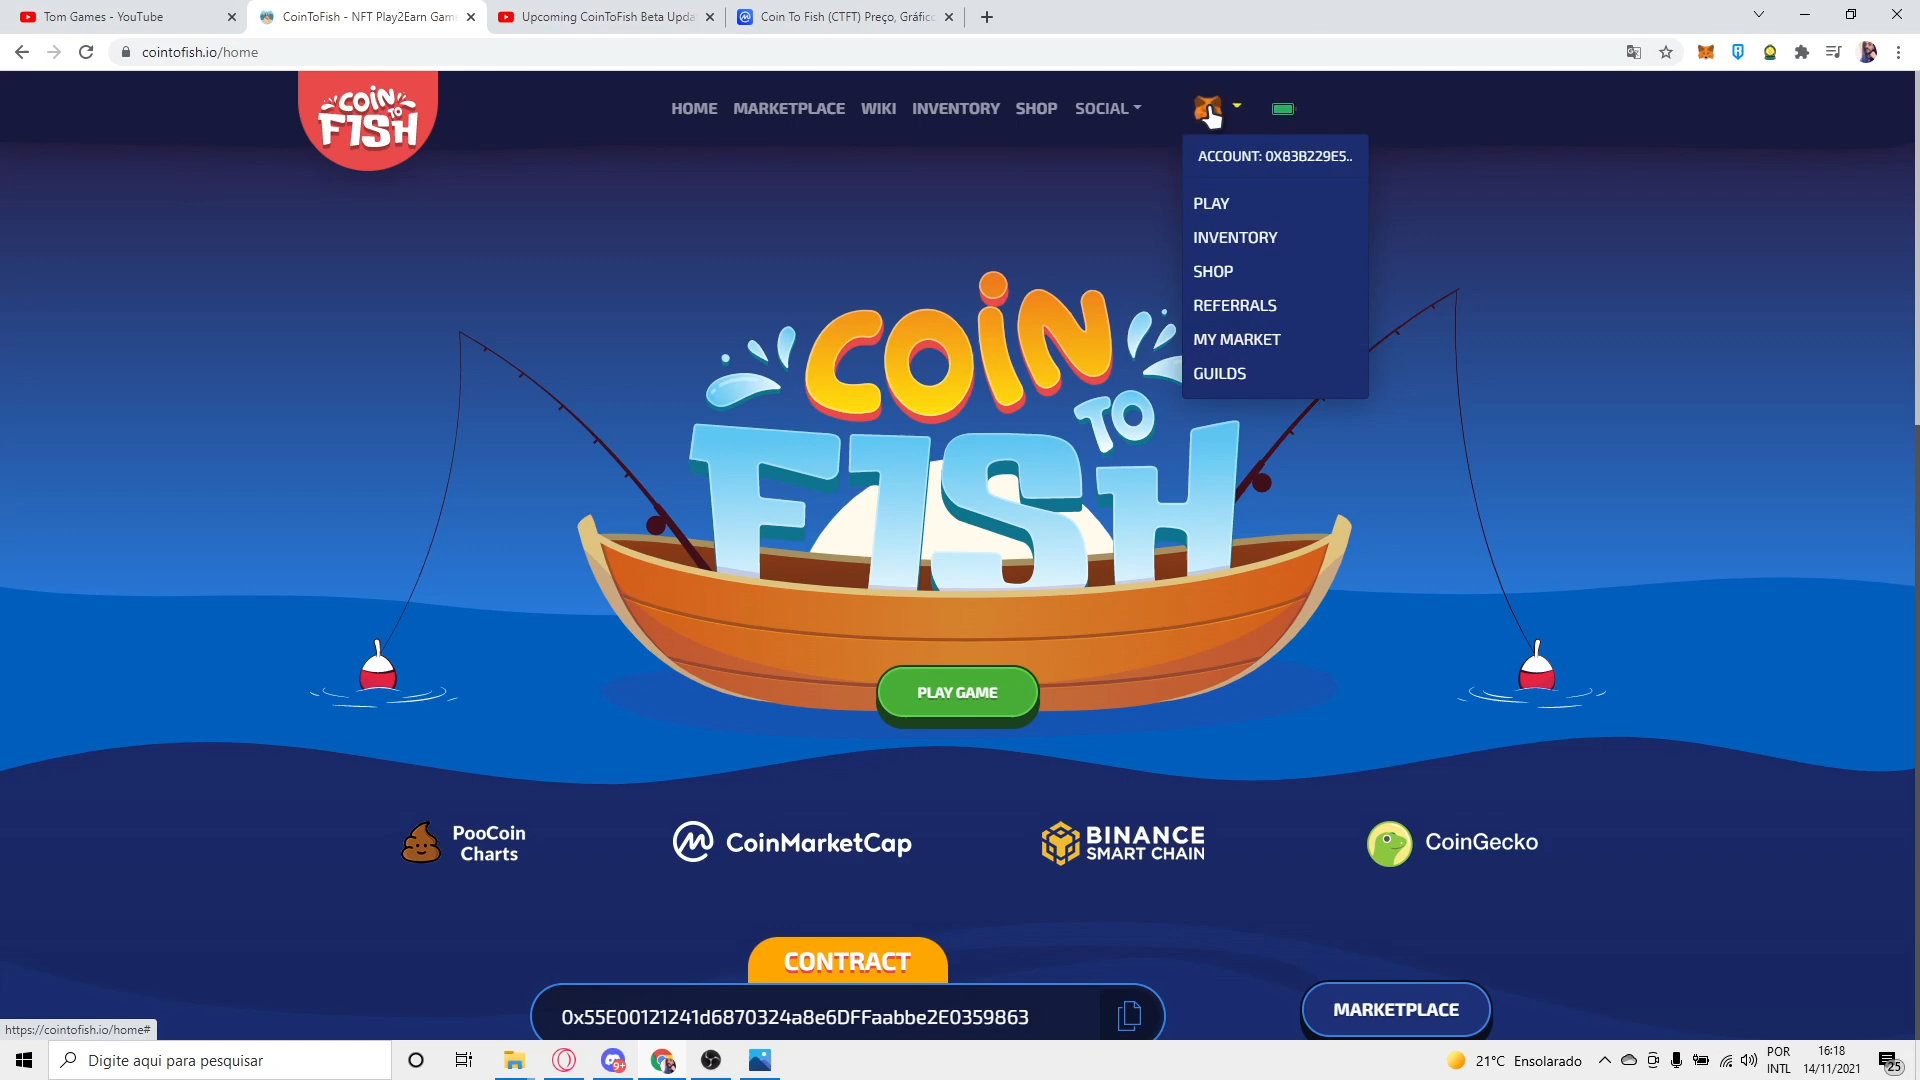 Tom Games - YouTube
CoinToFish - NFT Play2Earn Gam
Upcoming CoinToFish Beta Upda
Coin To Fish (CTFT) Preço, Gráfic
cointofish.io/home
COIN TO FISH
HOME MARKETPLACE WIKI INVENTORY SHOP SOCIAL
ACCOUNT: 0X83B229E5..
PLAY
INVENTORY
SHOP
REFERRALS
MY MARKET
GUILDS
COIN
TO
FISH
PLAY GAME
PooCoin
Charts
CoinMarketCap
BINANCE
SMART CHAIN
CoinGecko
CONTRACT
0x55E00121241d6870324a8e6DFFaabbe2E0359863
MARKETPLACE
https://cointofish.io/home#
Digite aqui para pesquisar
9+
21°C Ensolarado
POR
INTL
16:18
14/11/2021
25